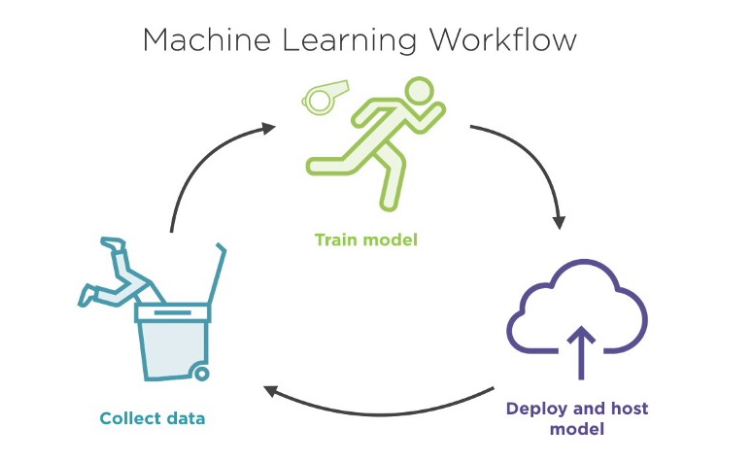 Machine Learning Workflow
Train model
Collect data
Deploy and host
model